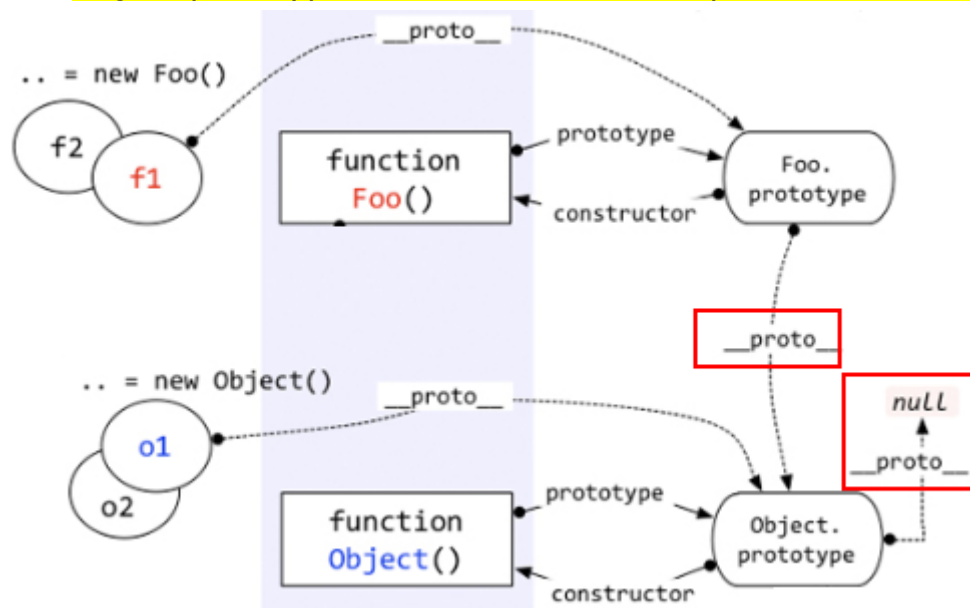 __proto__
.. = new Foo()
f2
f1
function
Foo()
prototype
constructor
Foo.
prototype
__proto__
.. = new Object()
__proto__
null
__proto__
o1
o2
function
Object()
prototype
constructor
Object.
prototype